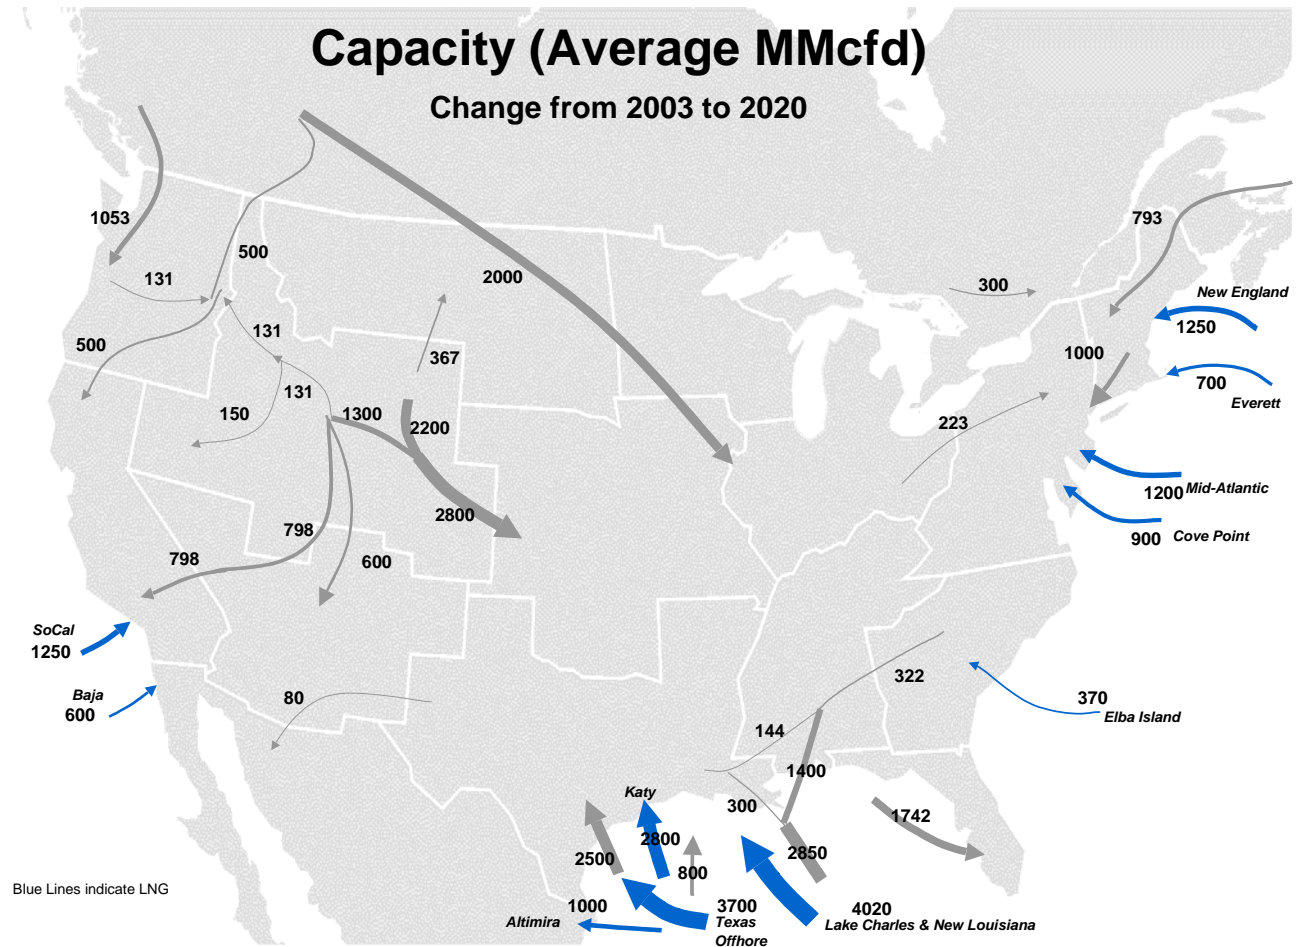 Capacity (Average MMcfd)
Change from 2003 to 2020
1053
793
500
131
2000
300
New England
1250
131
500
367
1000
700
Everett
131
150
1300
2200
223
1200 Mid-Atlantic
2800
900 Cove Point
798
798
600
SoCal
1250
322
Baja
600
80
370
Elba Island
144
1400
Katy
300
1742
2800
2500
2850
800
Blue Lines indicate LNG
1000
3700
4020
Altimira
Texas
Offhore
Lake Charles & New Louisiana